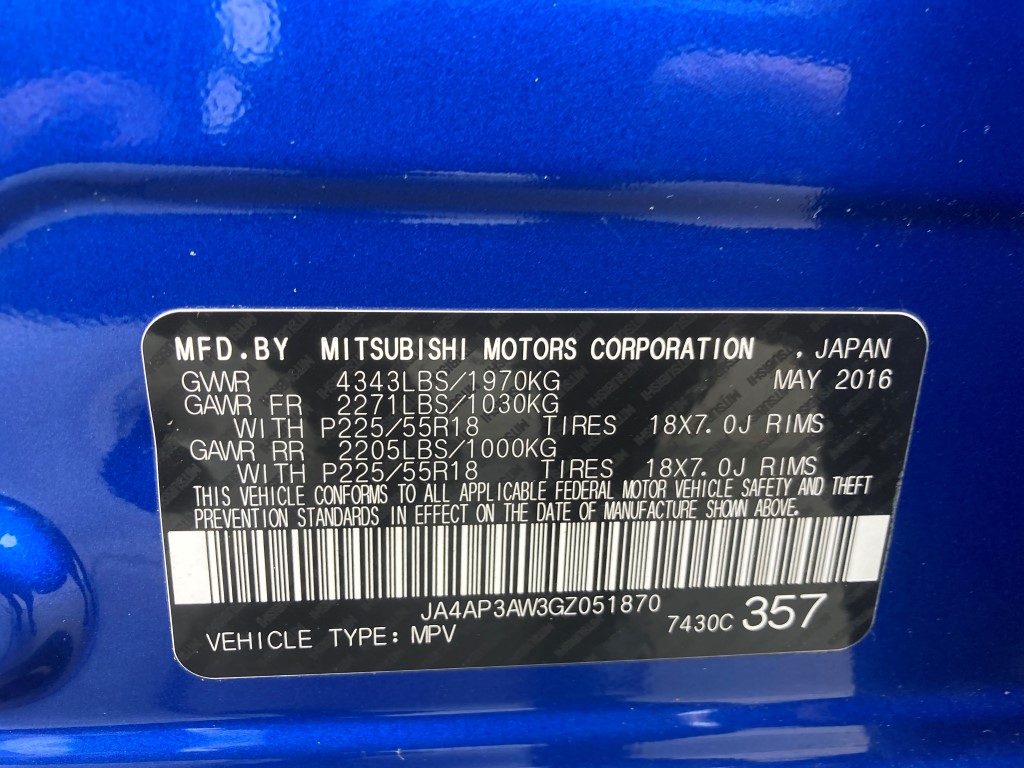 MFD.BY MITSUBISHI MOTORS CORPORATION , JAPAN
GVWR 4343LBS/1970KG MAY 2016
GAWR FR 2271LBS/1030KG
WITH P225/55R18 TIRES 18X7.0J RIMS
GAWR RR 2205LBS/1000KG
WITH P225/55R18 TIRES 18X7.0J RIMS
THIS VEHICLE CONFORMS TO ALL APPLICABLE FEDERAL MOTOR VEHICLE SAFETY AND THEFT
PREVENTION STANDARDS IN EFFECT ON THE DATE OF MANUFACTURE SHOWN ABOVE.
JA4AP3AW3GZ051870
VEHICLE TYPE: MPV 7430C 357